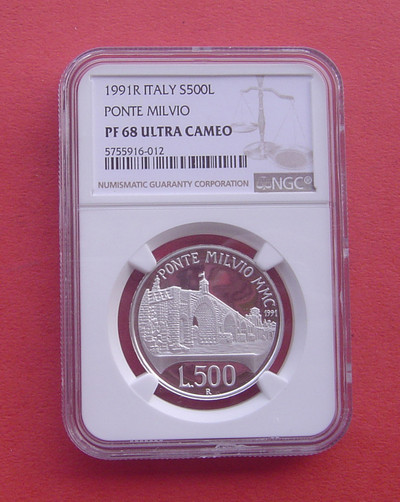 1991R ITALY S500L
PONTE MILVIO
PF 68 ULTRA CAMEO
5755916-012
NUMISMATIC GUARANTY CORPORATION
NGC®
PONTE MILVIO MMC
1991
L.500
R